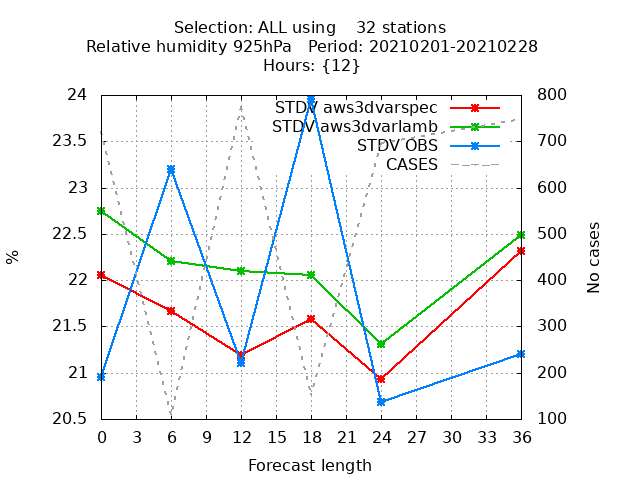 Selection: ALL using    32 stations
Relative humidity 925hPa   Period: 20210201-20210228
Hours: {12}
24
23.5
23
22.5
22
21.5
21
20.5
%
800
700
600
500
400
300
200
100
No cases
STDV aws3dvarspec
STDV aws3dvarlamb
STDV OBS
CASES
0 3 6 9 12 15 18 21 24 27 30 33 36
Forecast length